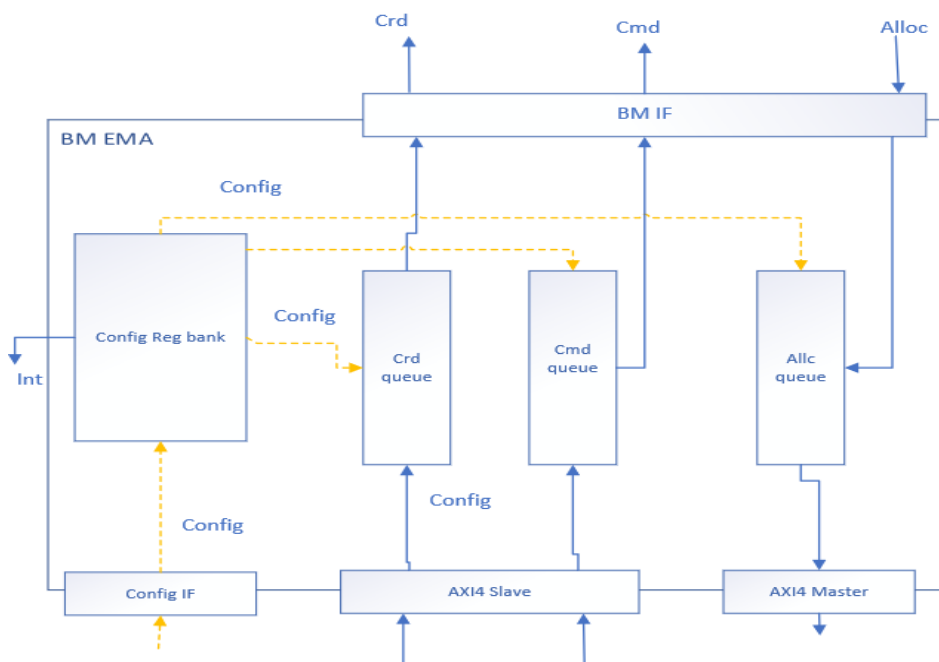 Crd
Cmd
Alloc
BM IF
BM EMA
Config
Config Reg bank
Config
Crd
queue
Cmd
queue
Allc
queue
Int
Config
Config
Config IF
AXI4 Slave
AXI4 Master